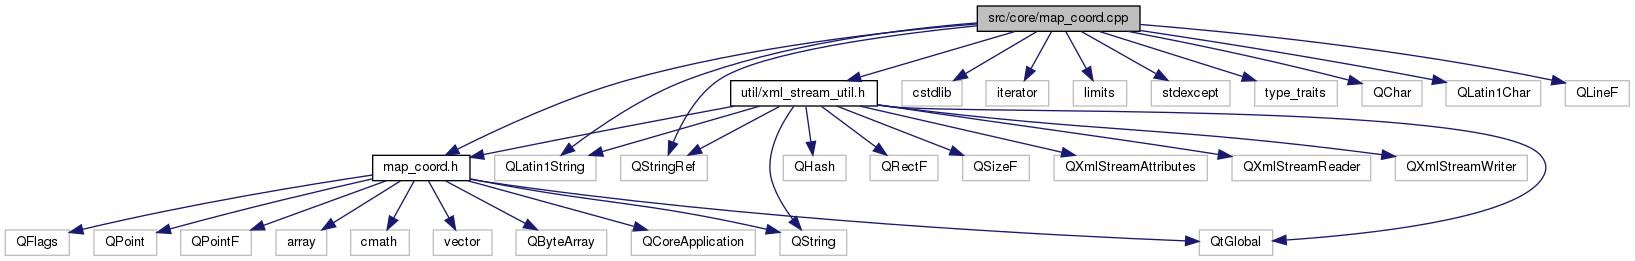 src/core/map_coord.cpp
util/xml_stream_util.h
cstdlib
iterator
limits
stdexcept
type_traits
QChar
QLatin1Char
QLineF
map_coord.h
QLatin1String
QStringRef
QHash
QRectF
QSizeF
QXmlStreamAttributes
QXmlStreamReader
QXmlStreamWriter
QFlags
QPoint
QPointF
array
cmath
vector
QByteArray
QCoreApplication
QString
QtGlobal